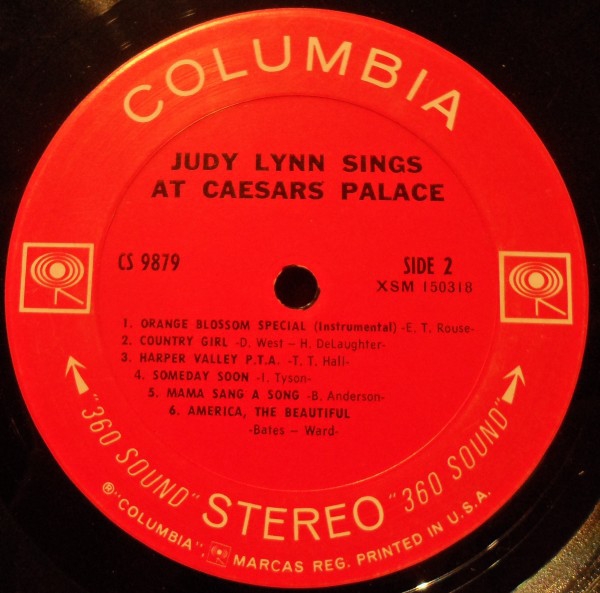 COLUMBIA
JUDY LYNN SINGS
AT CAESARS PALACE
CS 9879
SIDE 2
XSM 150318
1. ORANGE BLOSSOM SPECIAL (Instrumental) -E. T. Rouse-
2. COUNTRY GIRL -D. West – H. DeLaughter-
3. HARPER VALLEY P.T.A. -T. T. Hall-
4. SOMEDAY SOON -I. Tyson-
5. MAMA SANG A SONG -B. Anderson-
6. AMERICA, THE BEAUTIFUL
-Bates – Ward-
"360 SOUND" STEREO "360 SOUND"
® "COLUMBIA", MARCAS REG. PRINTED IN U.S.A.